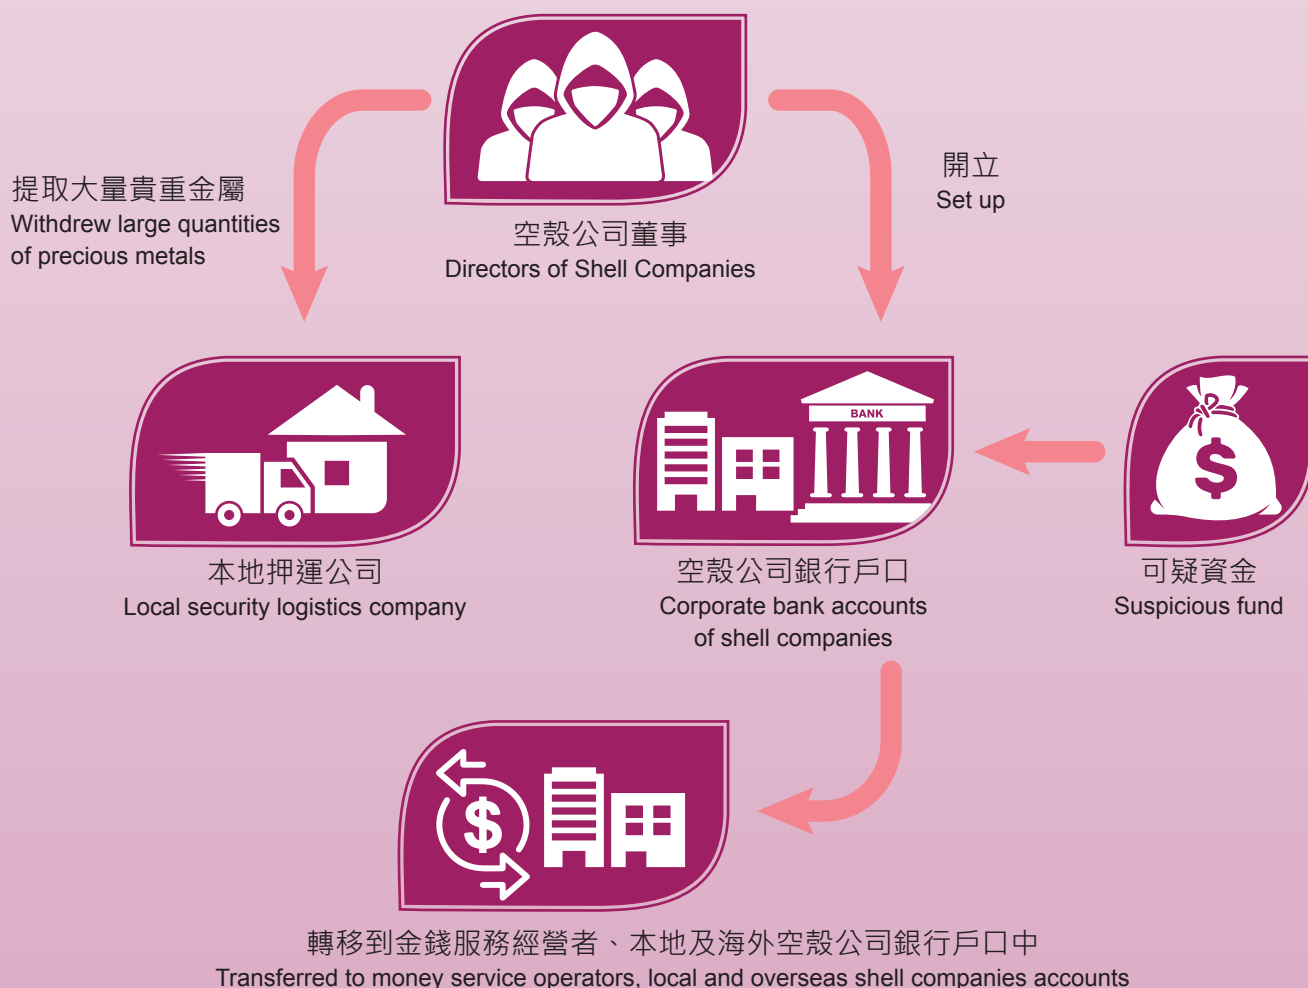 提取大量貴重金屬
Withdrew large quantities
of precious metals
開立
Set up
空殼公司董事
Directors of Shell Companies
BANK
$
本地押運公司
Local security logistics company
空殼公司銀行戶口
Corporate bank accounts
of shell companies
可疑資金
Suspicious fund
$
轉移到金錢服務經營者、本地及海外空殼公司銀行戶口中
Transferred to money service operators, local and overseas shell companies accounts